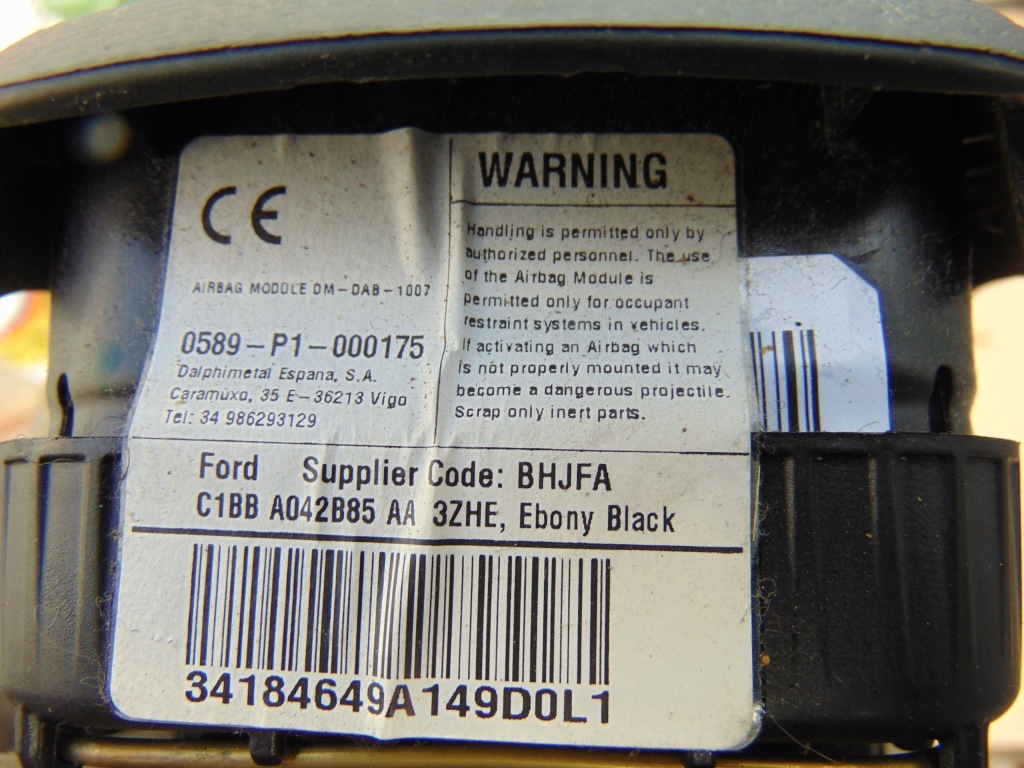 CE
AIRBAG MODULE DM-DAB-1007
0589-P1-000175
Dalphimetal Espana, S.A.
Caramuxo, 35 E-36213 Vigo
Tel: 34 986293129
WARNING
Handling is permitted only by
authorized personnel. The use
of the Airbag Module is
permitted only for occupant
restraint systems in vehicles.
If activating an Airbag which
is not properly mounted it may
become a dangerous projectile.
Scrap only inert parts.
Ford Supplier Code: BHJFA
C1BB A042B85 AA 3ZHE, Ebony Black
34184649A149D0L1